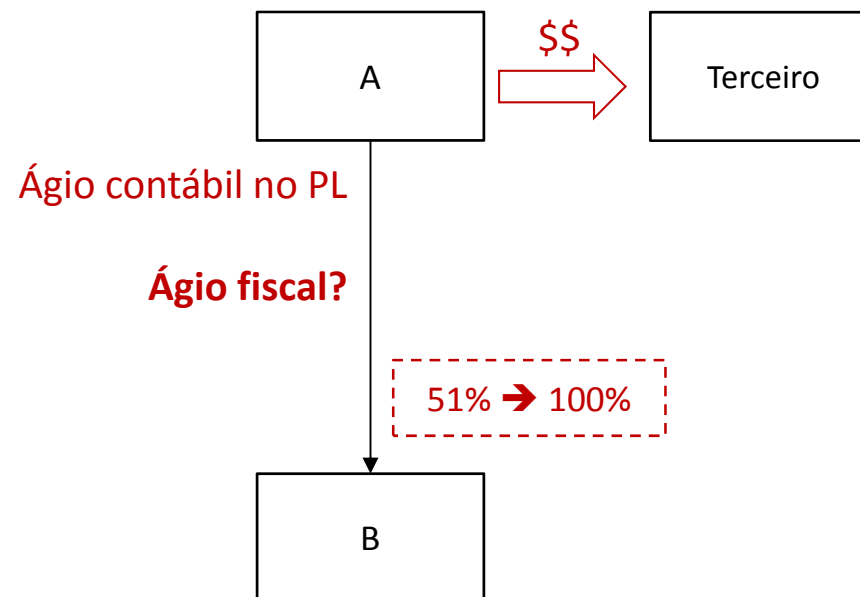 A
$$
Terceiro
Ágio contábil no PL
Ágio fiscal?
51% ➔ 100%
B